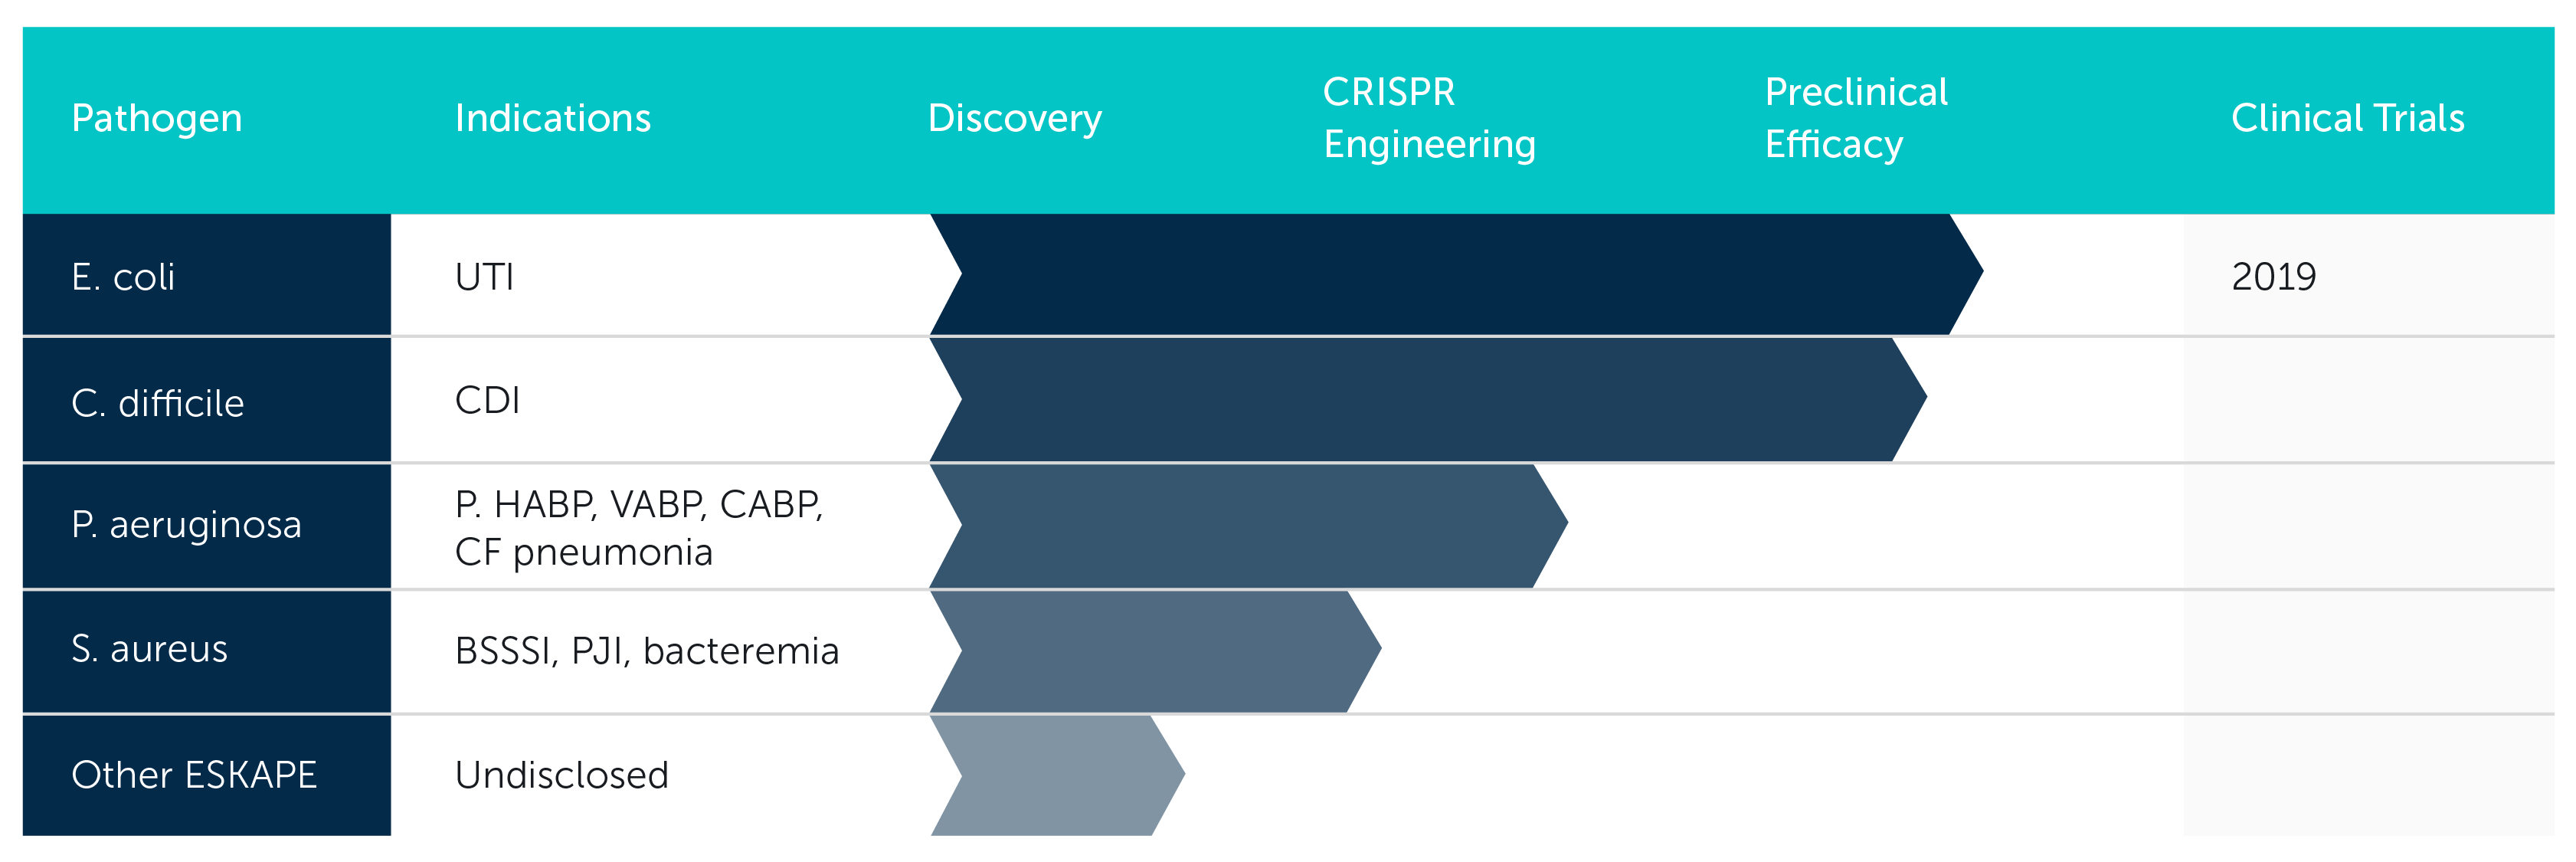 Pathogen
Indications
Discovery
CRISPR
Engineering
Preclinical
Efficacy
Clinical Trials
E. coli
UTI
2019
C. difficile
CDI
P. aeruginosa
P. HABP, VABP, CABP,
CF pneumonia
S. aureus
BSSSI, PJI, bacteremia
Other ESKAPE
Undisclosed